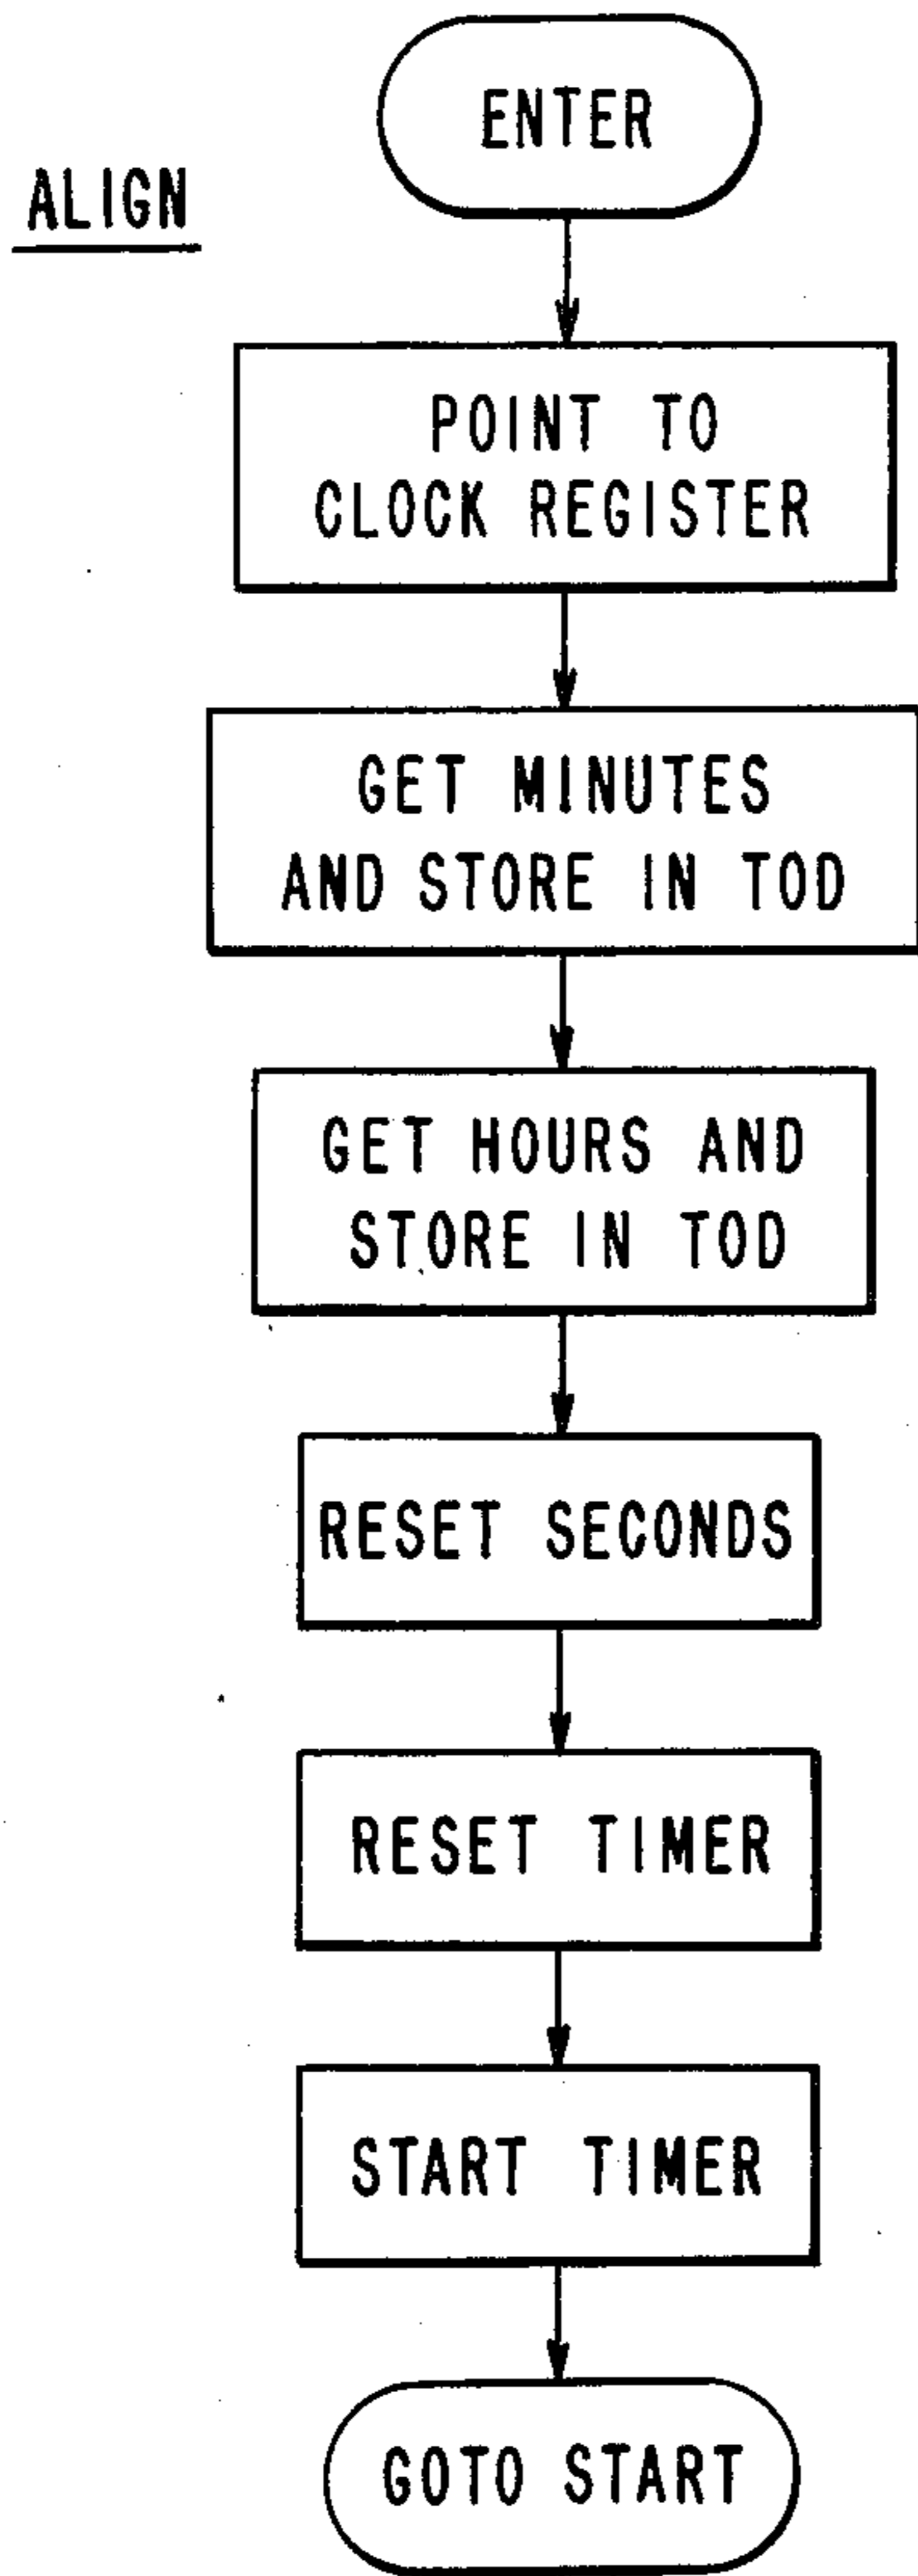 ENTER
ALIGN
POINT TO
CLOCK REGISTER
GET MINUTES
AND STORE IN TOD
GET HOURS AND
STORE IN TOD
RESET SECONDS
RESET TIMER
START TIMER
GOTO START